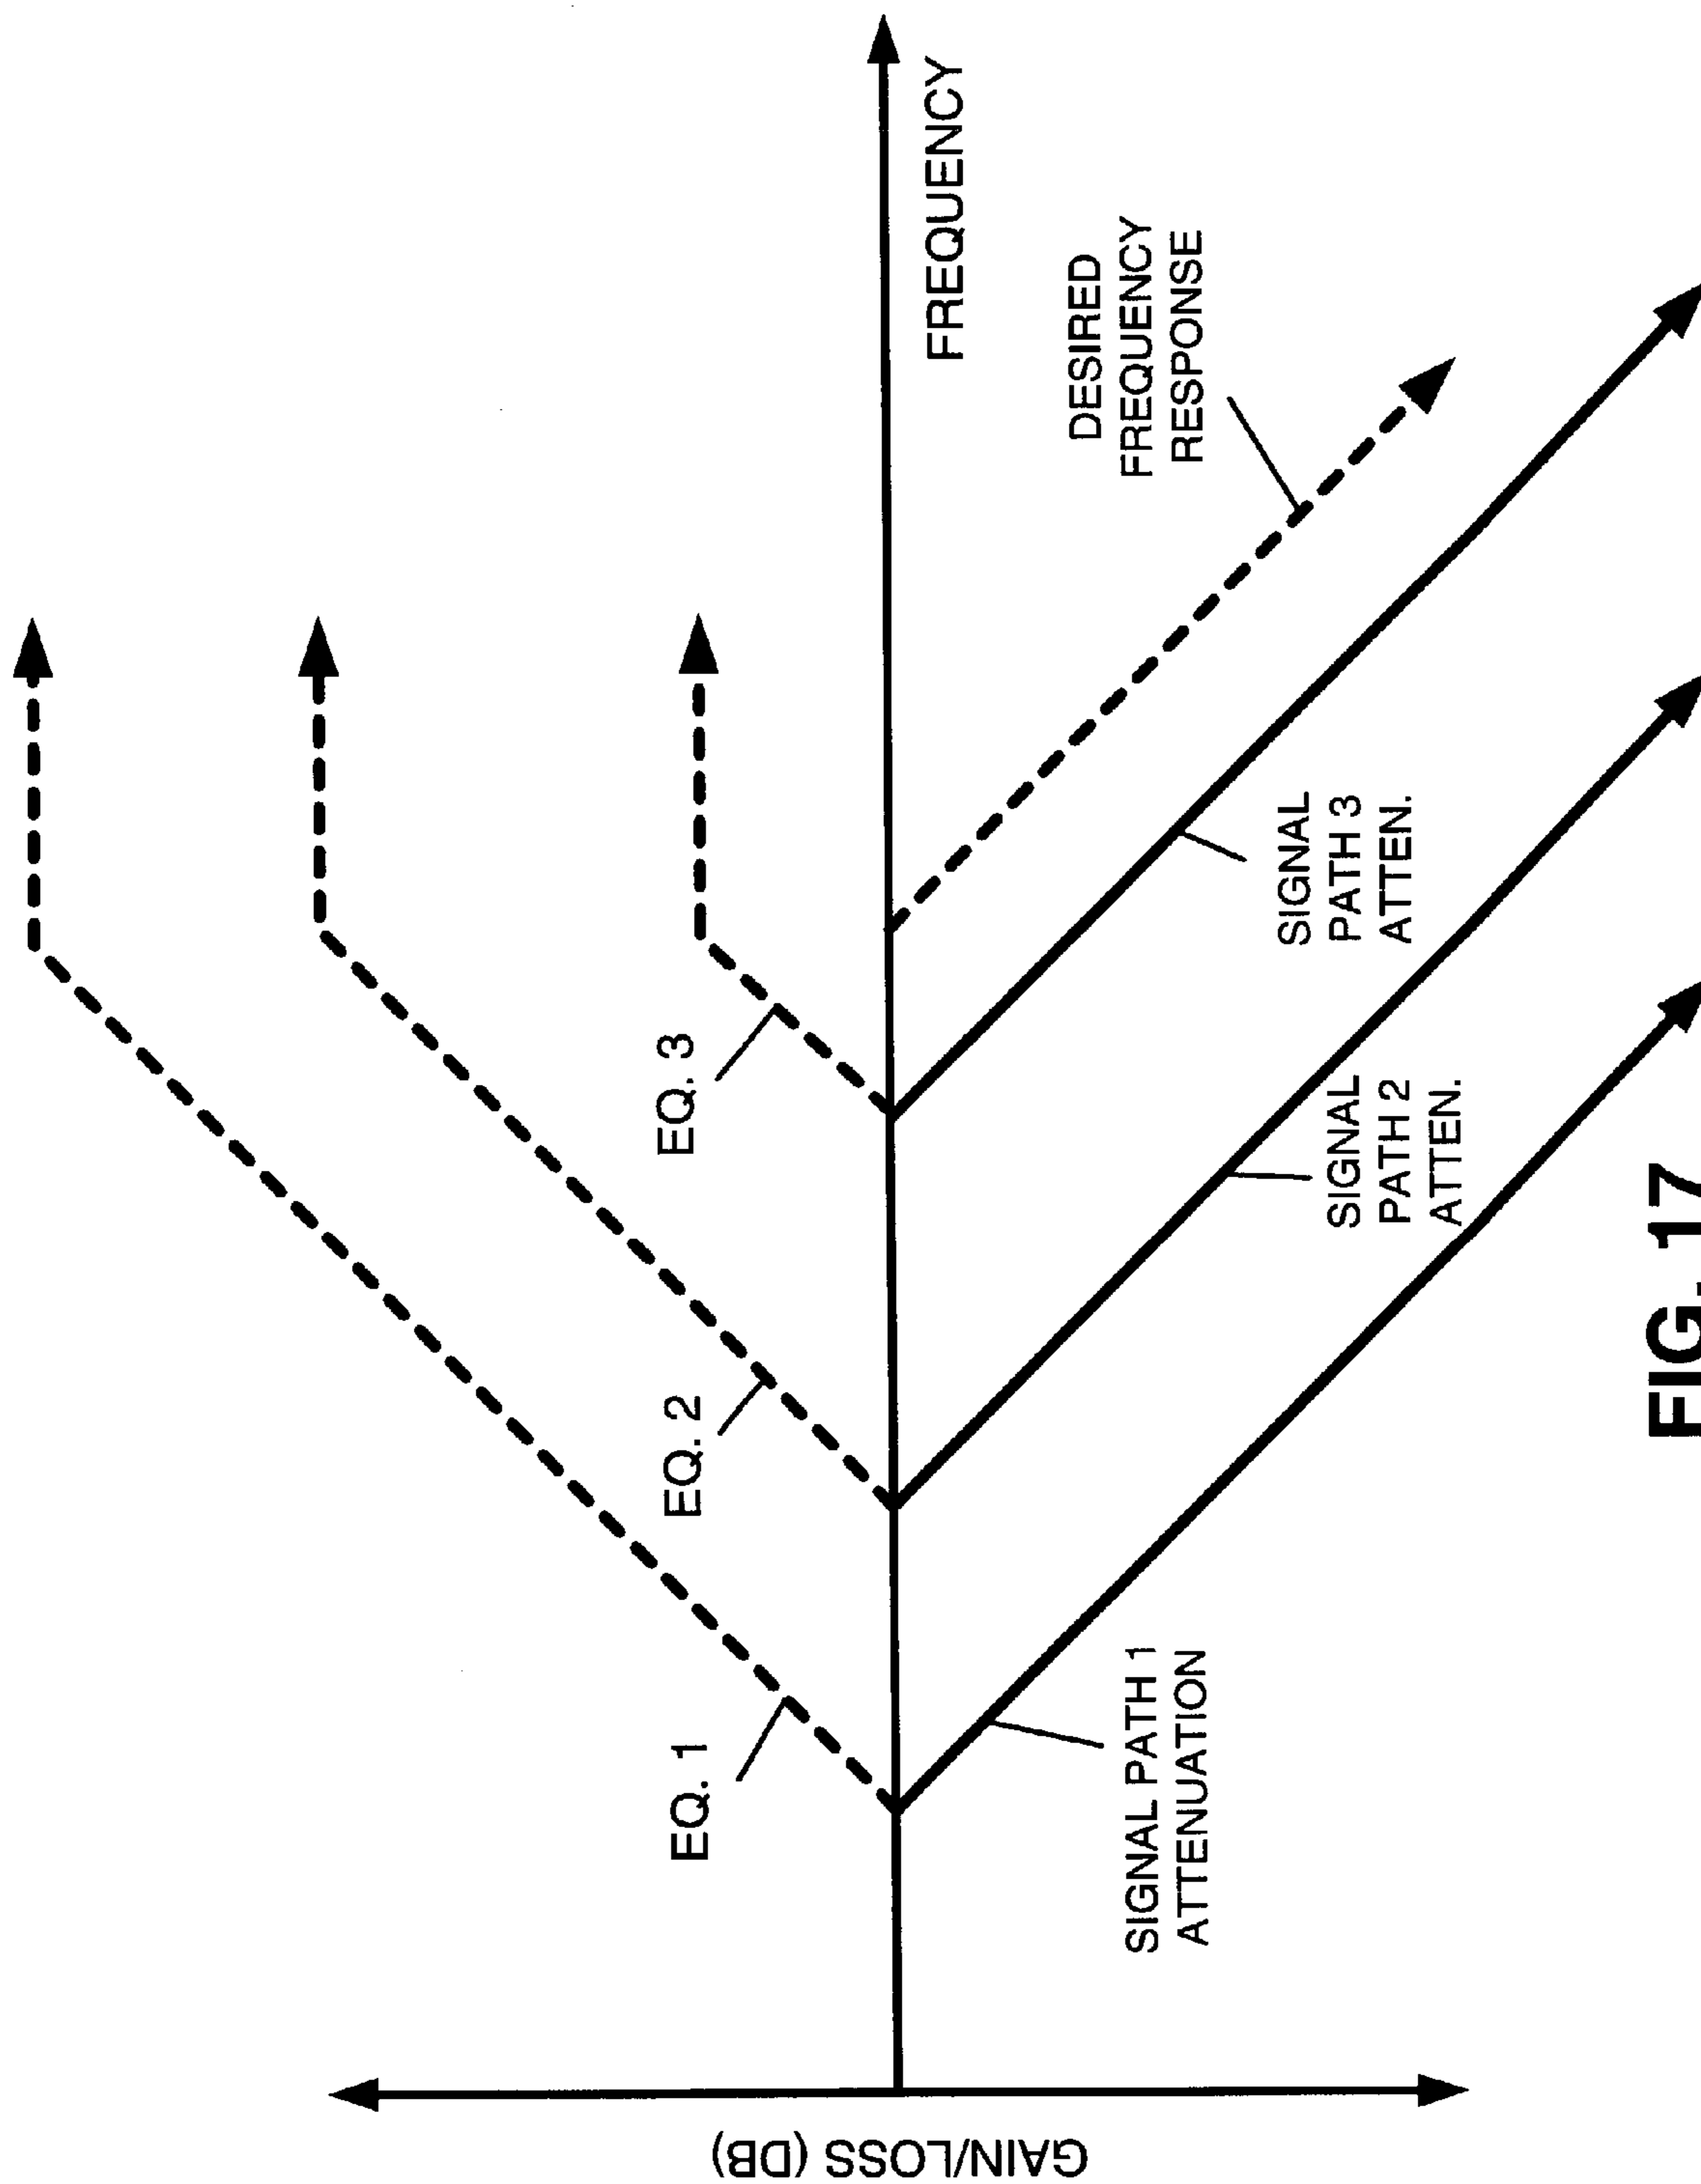 EQ. 1
EQ. 2
EQ. 3
GAIN/LOSS (DB)
FREQUENCY
DESIRED
FREQUENCY
RESPONSE
SIGNAL PATH 1
ATTENUATION
SIGNAL
PATH 2
ATTEN.
SIGNAL
PATH 3
ATTEN.
FIG. 17